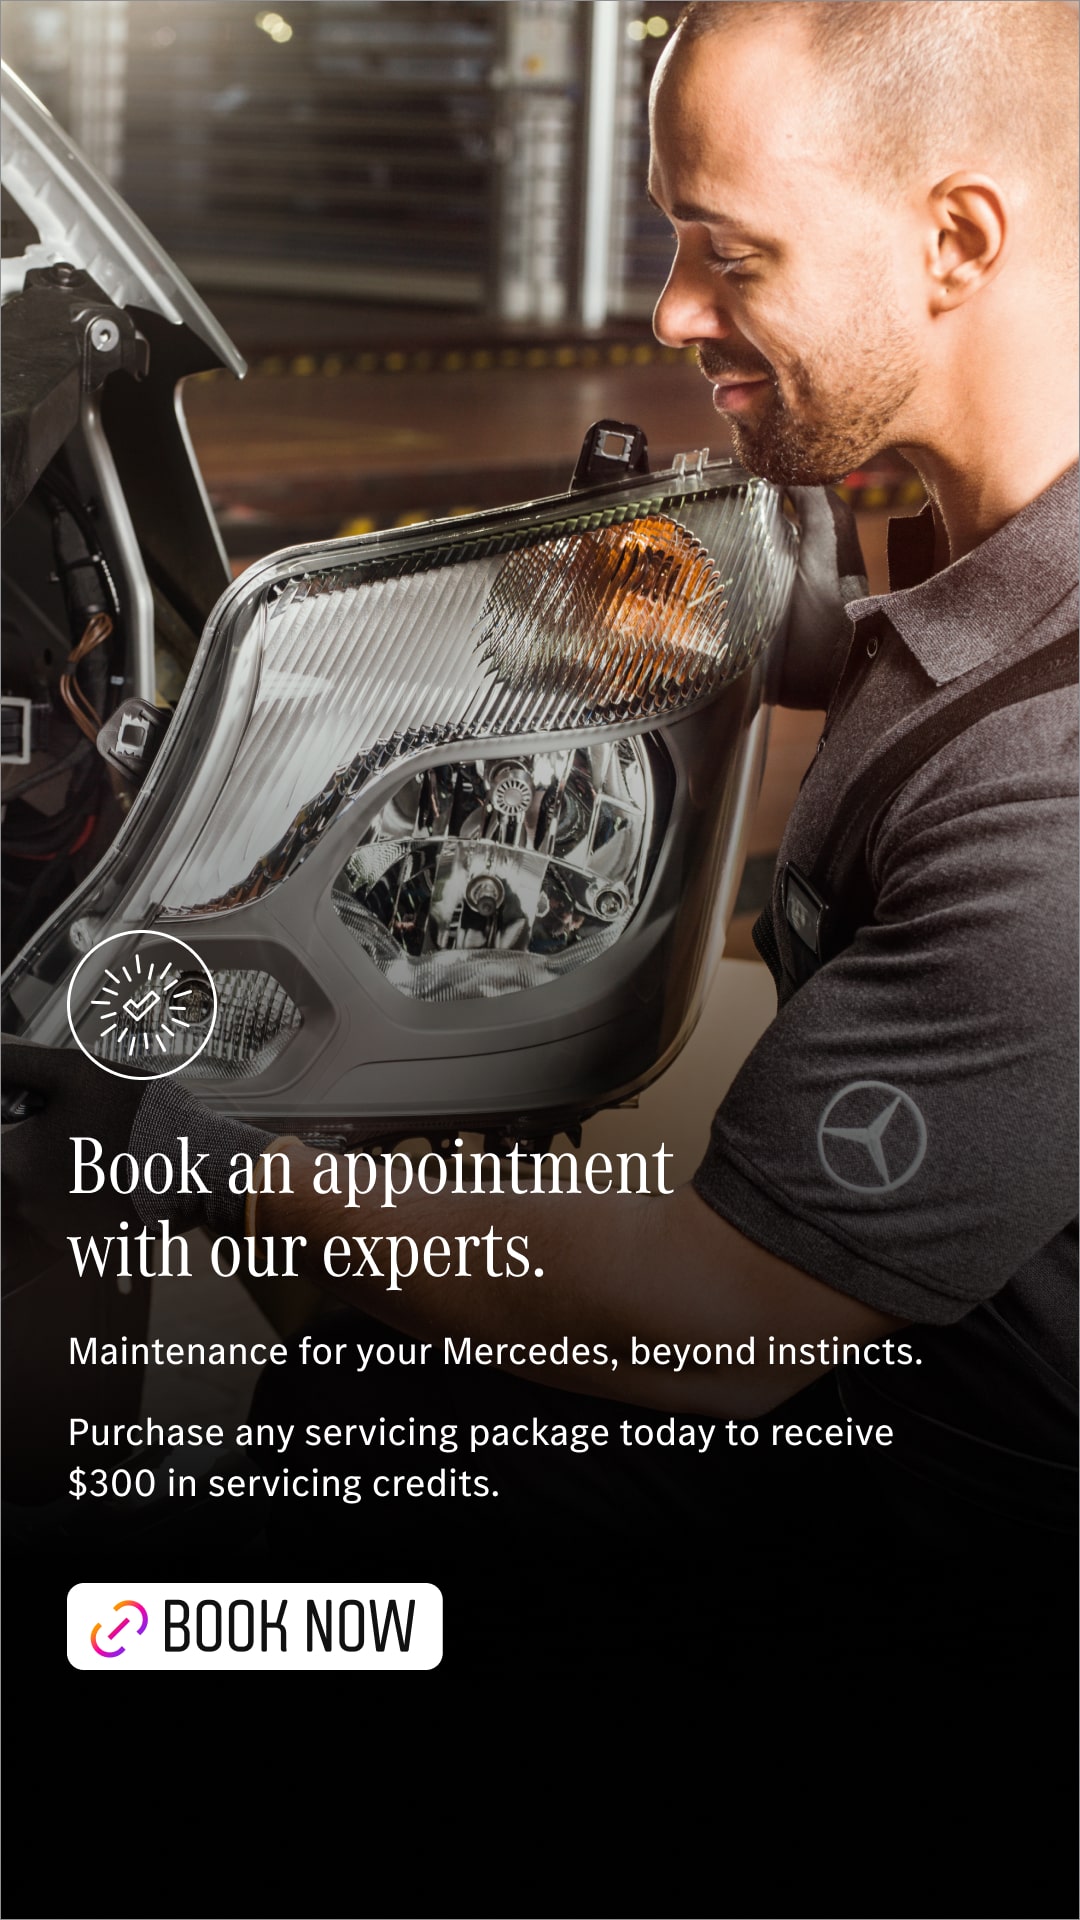 Book an appointment
with our experts.
Maintenance for your Mercedes, beyond instincts.
Purchase any servicing package today to receive
$300 in servicing credits.
BOOK NOW